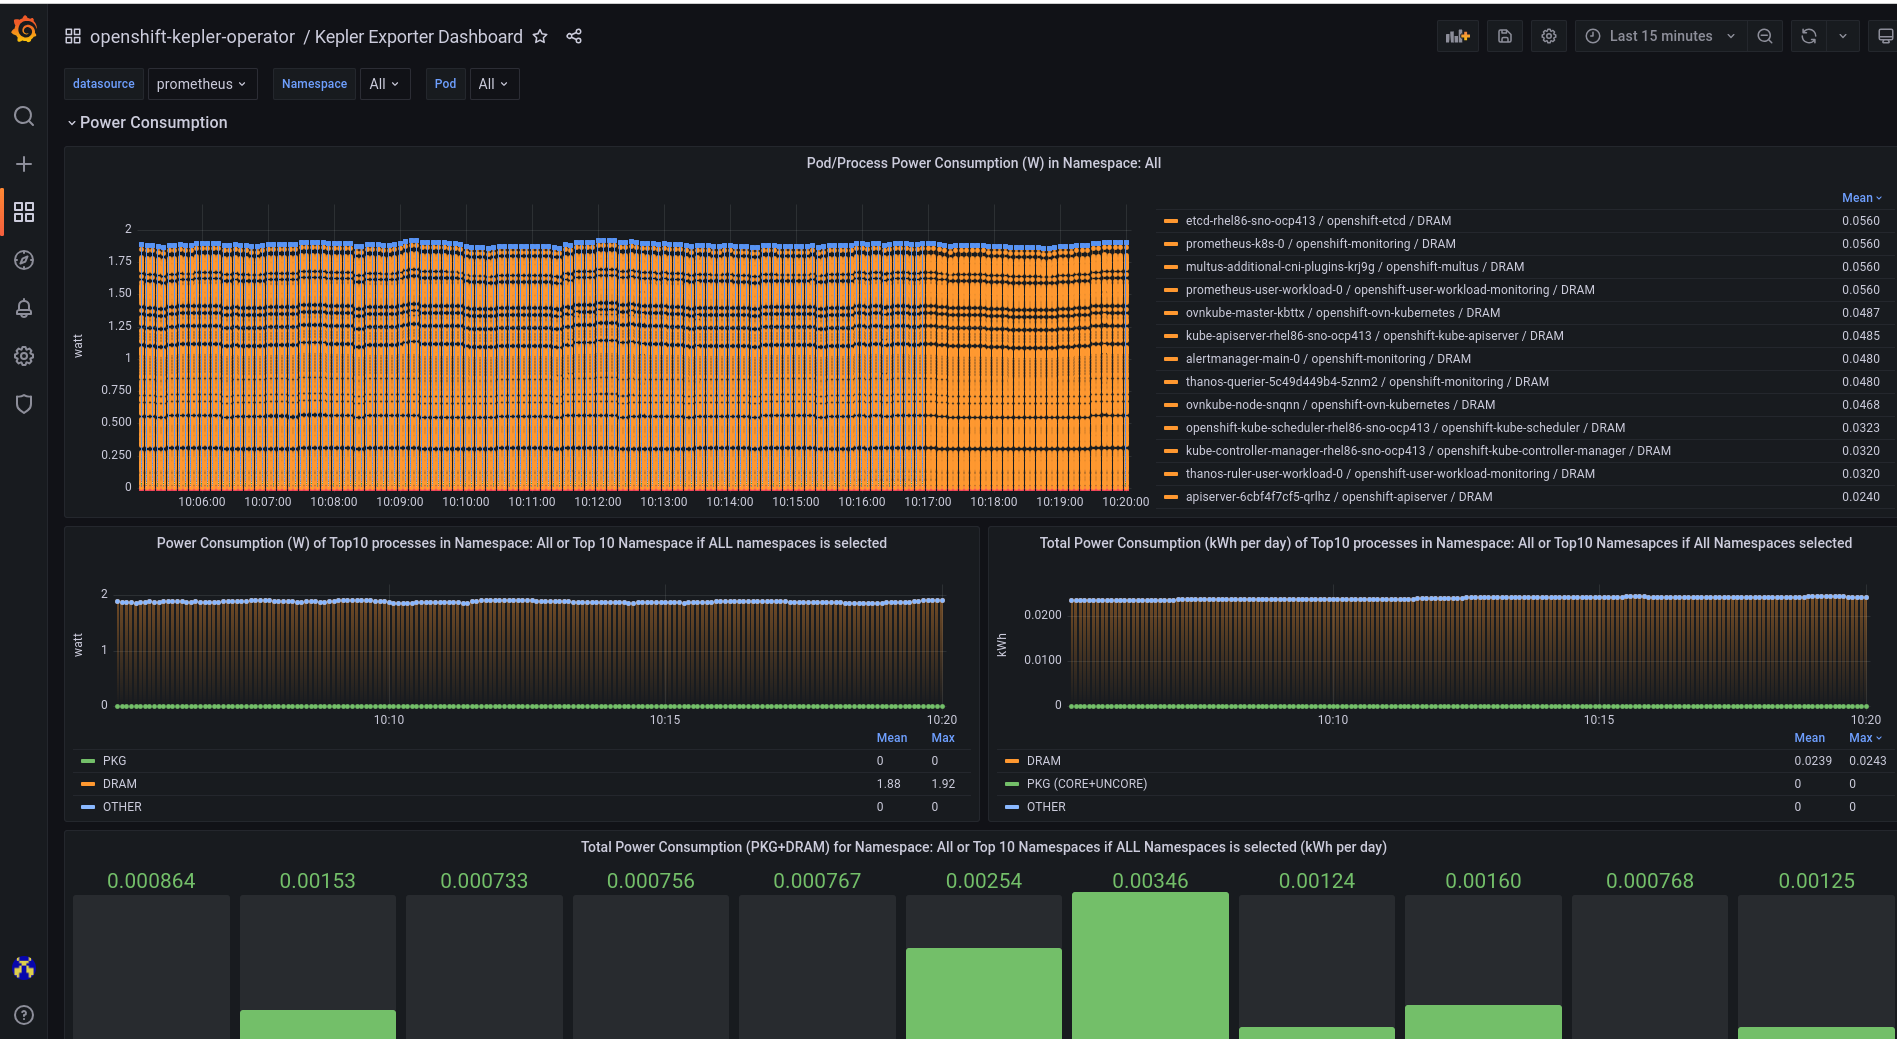 openshift-kepler-operator / Kepler Exporter Dashboard
Last 15 minutes
datasource prometheus Namespace All Pod All
Power Consumption
Pod/Process Power Consumption (W) in Namespace: All
Mean
watt
2
1.75
1.50
1.25
1
0.750
0.500
0.250
0
10:06:00 10:07:00 10:08:00 10:09:00 10:10:00 10:11:00 10:12:00 10:13:00 10:14:00 10:15:00 10:16:00 10:17:00 10:18:00 10:19:00 10:20:00
etcd-rhel86-sno-ocp413 / openshift-etcd / DRAM 0.0560
prometheus-k8s-0 / openshift-monitoring / DRAM 0.0560
multus-additional-cni-plugins-krj9g / openshift-multus / DRAM 0.0560
prometheus-user-workload-0 / openshift-user-workload-monitoring / DRAM 0.0560
ovnkube-master-kbttx / openshift-ovn-kubernetes / DRAM 0.0487
kube-apiserver-rhel86-sno-ocp413 / openshift-kube-apiserver / DRAM 0.0485
alertmanager-main-0 / openshift-monitoring / DRAM 0.0480
thanos-querier-5c49d449b4-5znm2 / openshift-monitoring / DRAM 0.0480
ovnkube-node-snqnn / openshift-ovn-kubernetes / DRAM 0.0468
openshift-kube-scheduler-rhel86-sno-ocp413 / openshift-kube-scheduler / DRAM 0.0323
kube-controller-manager-rhel86-sno-ocp413 / openshift-kube-controller-manager / DRAM 0.0320
thanos-ruler-user-workload-0 / openshift-user-workload-monitoring / DRAM 0.0320
apiserver-6cbf4f7cf5-qrlhz / openshift-apiserver / DRAM 0.0240
Power Consumption (W) of Top10 processes in Namespace: All or Top 10 Namespace if ALL namespaces is selected
watt
2
1
0
10:10 10:15 10:20
Mean Max
PKG 0 0
DRAM 1.88 1.92
OTHER 0 0
Total Power Consumption (kWh per day) of Top10 processes in Namespace: All or Top10 Namesapces if All Namespaces selected
kWh
0.0200
0.0100
0
10:10 10:15 10:20
Mean Max
DRAM 0.0239 0.0243
PKG (CORE+UNCORE) 0 0
OTHER 0 0
Total Power Consumption (PKG+DRAM) for Namespace: All or Top 10 Namespaces if ALL Namespaces is selected (kWh per day)
0.000864 0.00153 0.000733 0.000756 0.000767 0.00254 0.00346 0.00124 0.00160 0.000768 0.00125